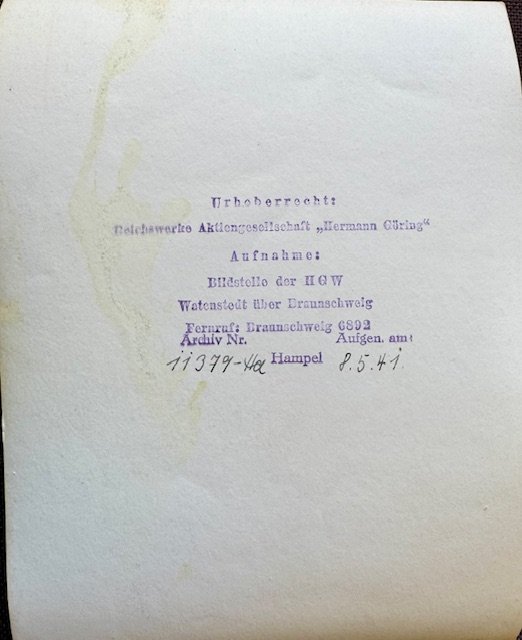 Urheberrecht:
Reichswerke Aktiengesellschaft „Hermann Göring“
Aufnahme:
Bildstelle der HGW
Watenstedt über Braunschweig
Fernruf: Braunschweig 6892
Archiv Nr. Aufgen. am:
11379-Ha Hampel 8.5.41.